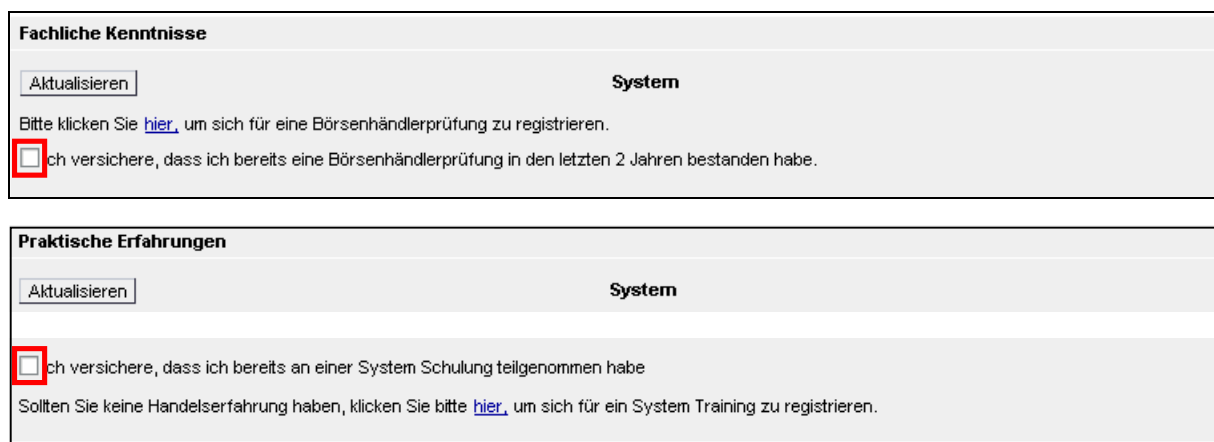 Fachliche Kenntnisse
Aktualisieren System
Bitte klicken Sie hier, um sich für eine Börsenhändlerprüfung zu registrieren.
ch versichere, dass ich bereits eine Börsenhändlerprüfung in den letzten 2 Jahren bestanden habe.
Praktische Erfahrungen
Aktualisieren System
ch versichere, dass ich bereits an einer System Schulung teilgenommen habe
Sollten Sie keine Handelserfahrung haben, klicken Sie bitte hier, um sich für ein System Training zu registrieren.